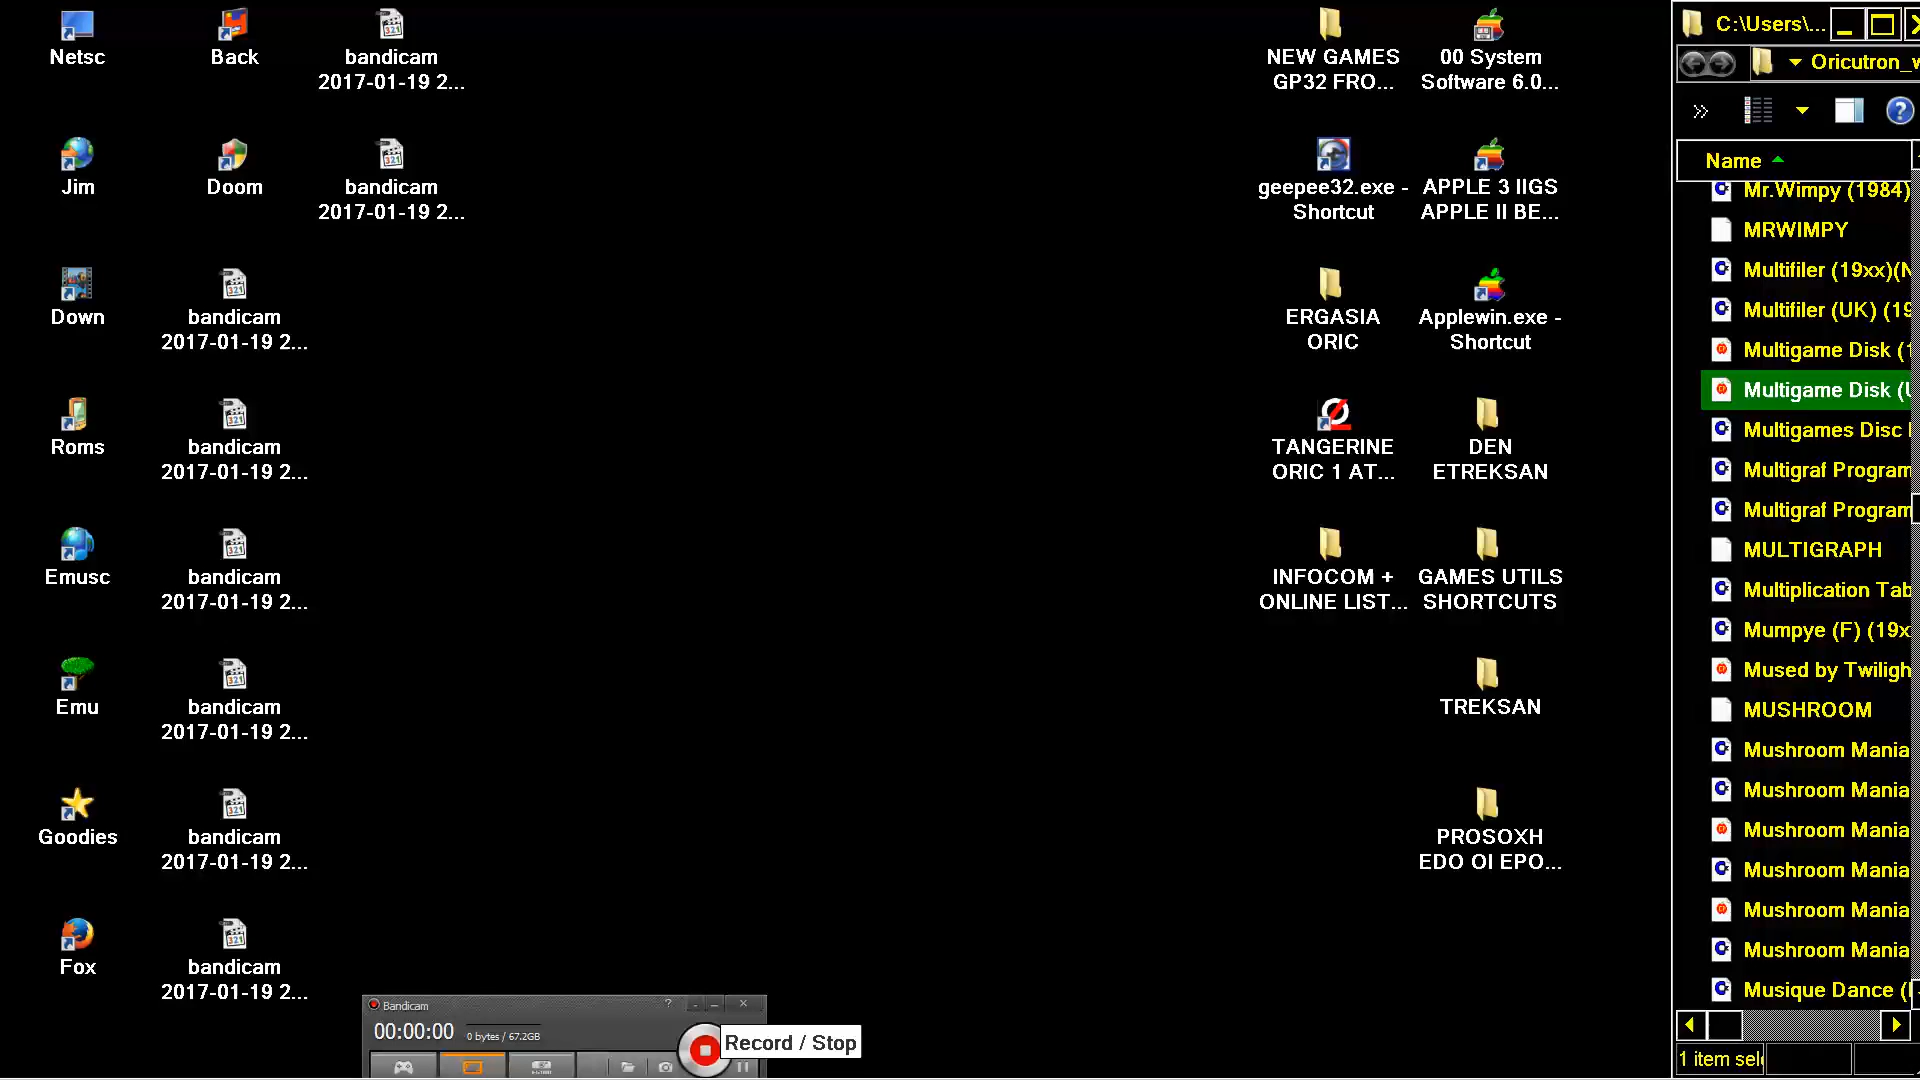 Netsc
Back
bandicam
2017-01-19 2...
Jim
Doom
bandicam
2017-01-19 2...
Down
bandicam
2017-01-19 2...
Roms
bandicam
2017-01-19 2...
Emusc
bandicam
2017-01-19 2...
Emu
bandicam
2017-01-19 2...
Goodies
bandicam
2017-01-19 2...
Fox
bandicam
2017-01-19 2...
NEW GAMES
GP32 FRO...
00 System
Software 6.0...
geepee32.exe -
Shortcut
APPLE 3 IIGS
APPLE II BE...
ERGASIA
ORIC
Applewin.exe -
Shortcut
TANGERINE
ORIC 1 AT...
DEN
ETREKSAN
INFOCOM +
ONLINE LIST...
GAMES UTILS
SHORTCUTS
TREKSAN
PROSOXH
EDO OI EPO...
Bandicam
?
00:00:00
0 bytes / 67.2GB
Record / Stop
C:\Users\...
Oricutron_w
Name
Mr.Wimpy (1984)
MRWIMPY
Multifiler (19xx)(N
Multifiler (UK) (19
Multigame Disk (1
Multigame Disk (U
Multigames Disc
Multigraf Program
Multigraf Program
MULTIGRAPH
Multiplication Tab
Mumpye (F) (19x
Mused by Twiligh
MUSHROOM
Mushroom Mania
Mushroom Mania
Mushroom Mania
Mushroom Mania
Mushroom Mania
Mushroom Mania
Musique Dance (
1 item sel